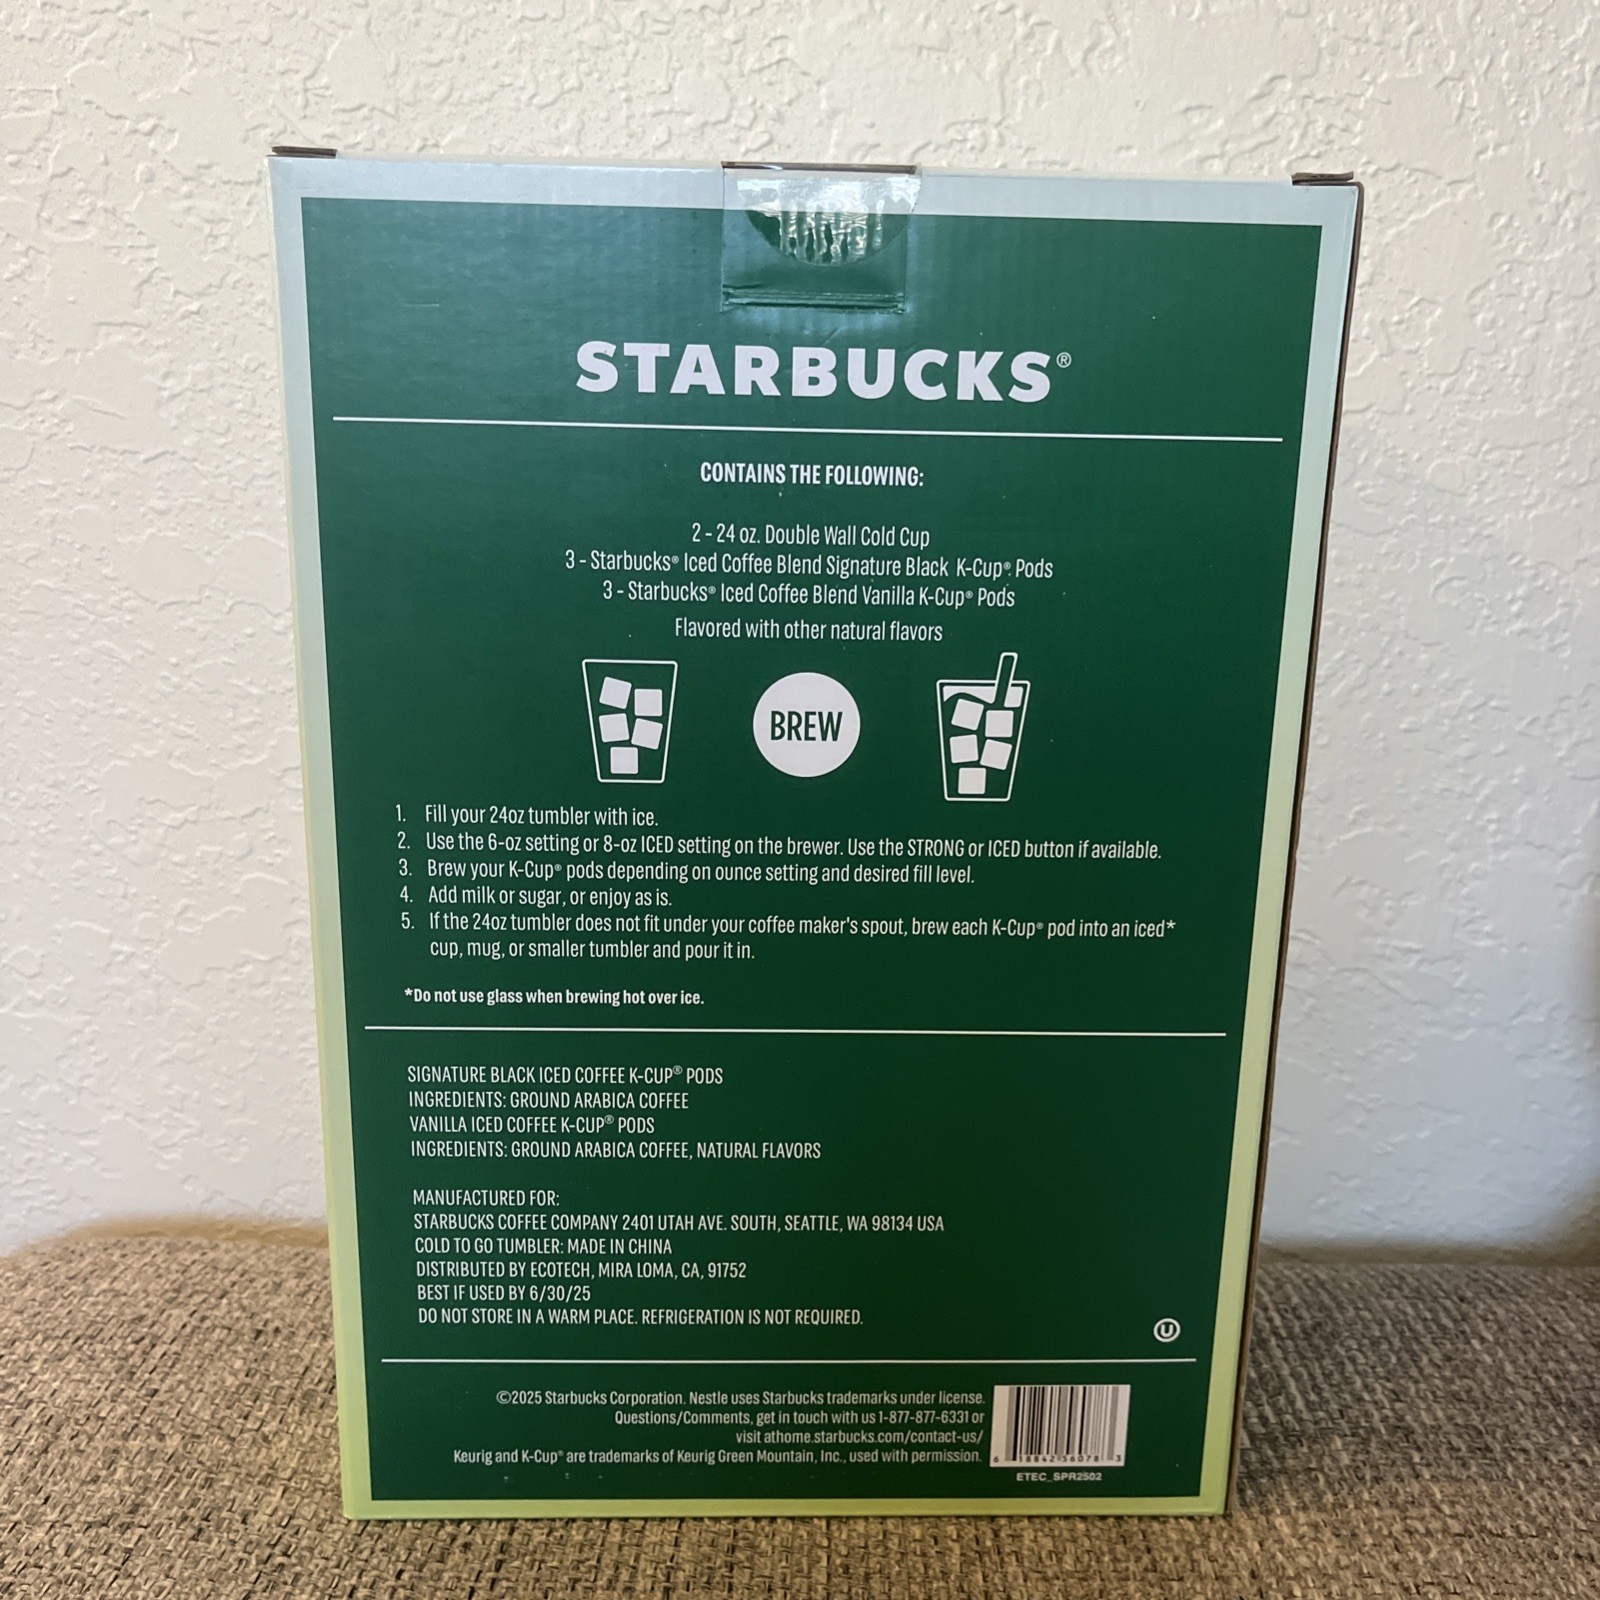 STARBUCKS®
CONTAINS THE FOLLOWING:
2 - 24 oz. Double Wall Cold Cup
3 - Starbucks® Iced Coffee Blend Signature Black K-Cup® Pods
3 - Starbucks® Iced Coffee Blend Vanilla K-Cup® Pods
Flavored with other natural flavors
BREW
1. Fill your 24oz tumbler with ice.
2. Use the 6-oz setting or 8-oz ICED setting on the brewer. Use the STRONG or ICED button if available.
3. Brew your K-Cup® pods depending on ounce setting and desired fill level.
4. Add milk or sugar, or enjoy as is.
5. If the 24oz tumbler does not fit under your coffee maker's spout, brew each K-Cup® pod into an iced*
cup, mug, or smaller tumbler and pour it in.
*Do not use glass when brewing hot over ice.
SIGNATURE BLACK ICED COFFEE K-CUP® PODS
INGREDIENTS: GROUND ARABICA COFFEE
VANILLA ICED COFFEE K-CUP® PODS
INGREDIENTS: GROUND ARABICA COFFEE, NATURAL FLAVORS
MANUFACTURED FOR:
STARBUCKS COFFEE COMPANY 2401 UTAH AVE. SOUTH, SEATTLE, WA 98134 USA
COLD TO GO TUMBLER: MADE IN CHINA
DISTRIBUTED BY ECOTECH, MIRA LOMA, CA, 91752
BEST IF USED BY 6/30/25
DO NOT STORE IN A WARM PLACE. REFRIGERATION IS NOT REQUIRED.
U
©2025 Starbucks Corporation. Nestle uses Starbucks trademarks under license.
Questions/Comments, get in touch with us 1-877-877-6331 or
visit athome.starbucks.com/contact-us/
Keurig and K-Cup® are trademarks of Keurig Green Mountain, Inc., used with permission.
6 18842 56078 3
ETEC_SPR2502